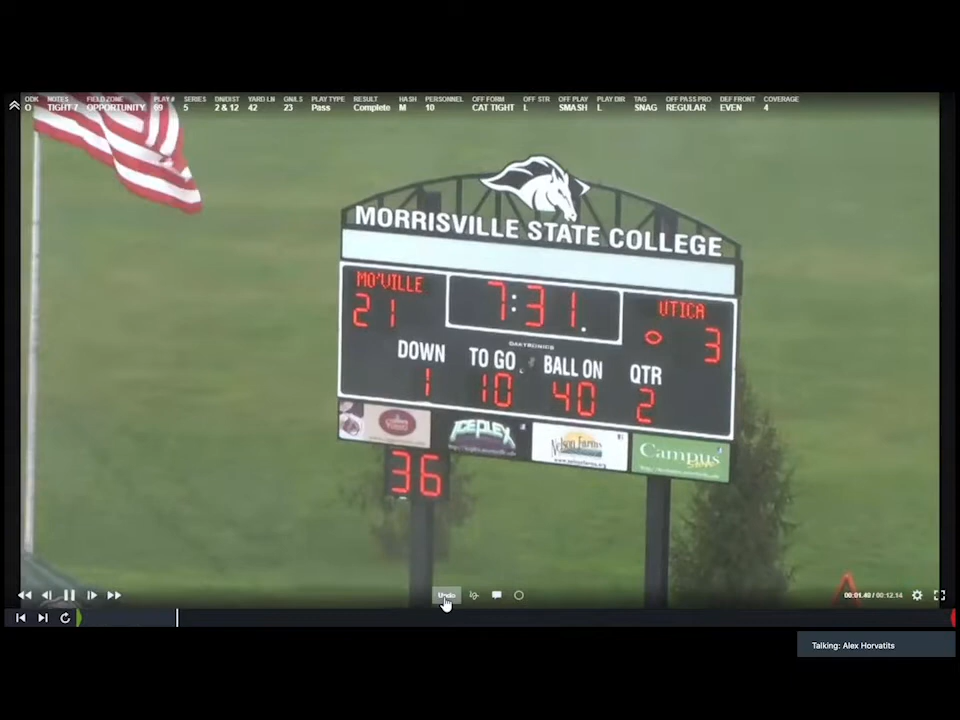 ODK NOTES FIELD ZONE PLAY # SERIES DN/DIST YARD LN GN/LS PLAY TYPE RESULT HASH PERSONNEL OFF FORM OFF STR OFF PLAY PLAY DIR TAG OFF PASS PRO DEF FRONT COVERAGE
O TIGHT 7 OPPORTUNITY 69 5 2 & 12 42 23 Pass Complete M 10 CAT TIGHT L SMASH L SNAG REGULAR EVEN 4
MORRISVILLE STATE COLLEGE
MO'VILLE 7:31 UTICA
21 3
DAKTRONICS
DOWN TO GO BALL ON QTR
1 10 40 2
ICEPLEX Nelson Farms Campus
36
Undo
00:01.40 / 00:12.14
Talking: Alex Horvatits